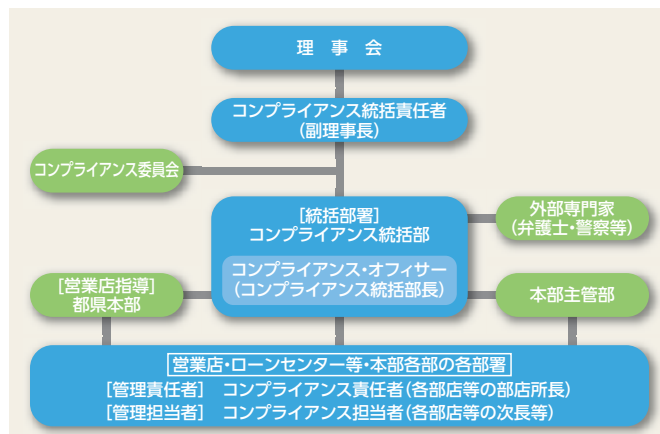 理事会
コンプライアンス統括責任者
（副理事長）
コンプライアンス委員会
［統括部署］
コンプライアンス統括部
コンプライアンス・オフィサー
（コンプライアンス統括部長）
外部専門家
（弁護士・警察等）
［営業店指導］
都県本部
本部主管部
営業店・ローンセンター等・本部各部の各部署
［管理責任者］ コンプライアンス責任者（各部店等の部店所長）
［管理担当者］ コンプライアンス担当者（各部店等の次長等）